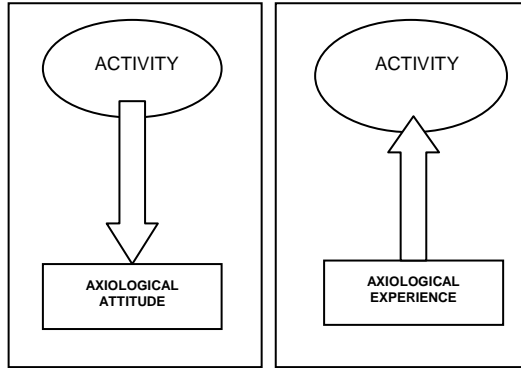 ACTIVITY
AXIOLOGICAL
ATTITUDE
ACTIVITY
AXIOLOGICAL
EXPERIENCE